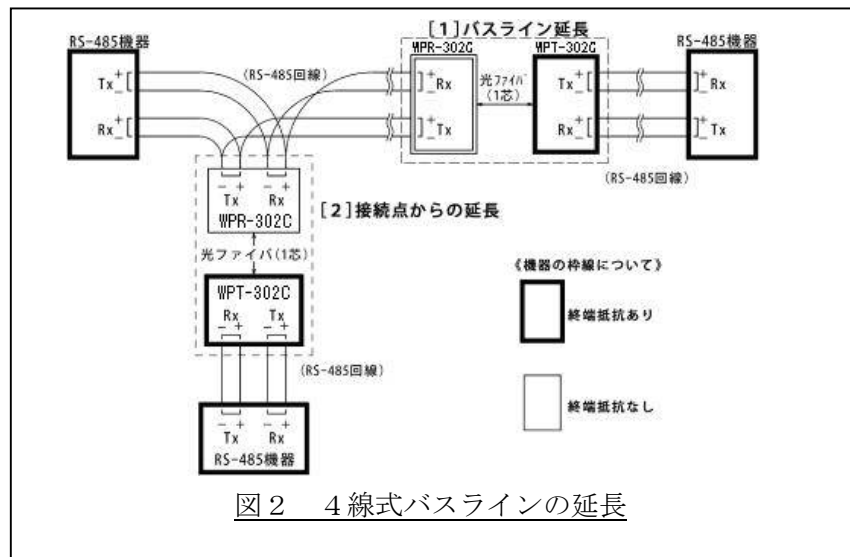 [1]バスライン延長
RS-485機器
WPR-302C
WPT-302C
RS-485機器
(RS-485回線)
光ファイバ
(1芯)
Tx + −
Rx + −
+ − Rx
+ − Tx
Tx + −
Rx + −
+ − Rx
+ − Tx
(RS-485回線)
− + − +
Tx Rx
WPR-302C
[2]接続点からの延長
光ファイバ(1芯)
WPT-302C
Rx Tx
− + − +
(RS-485回線)
− + − +
Tx Rx
RS-485機器
《機器の枠線について》
終端抵抗あり
終端抵抗なし
図2 4線式バスラインの延長